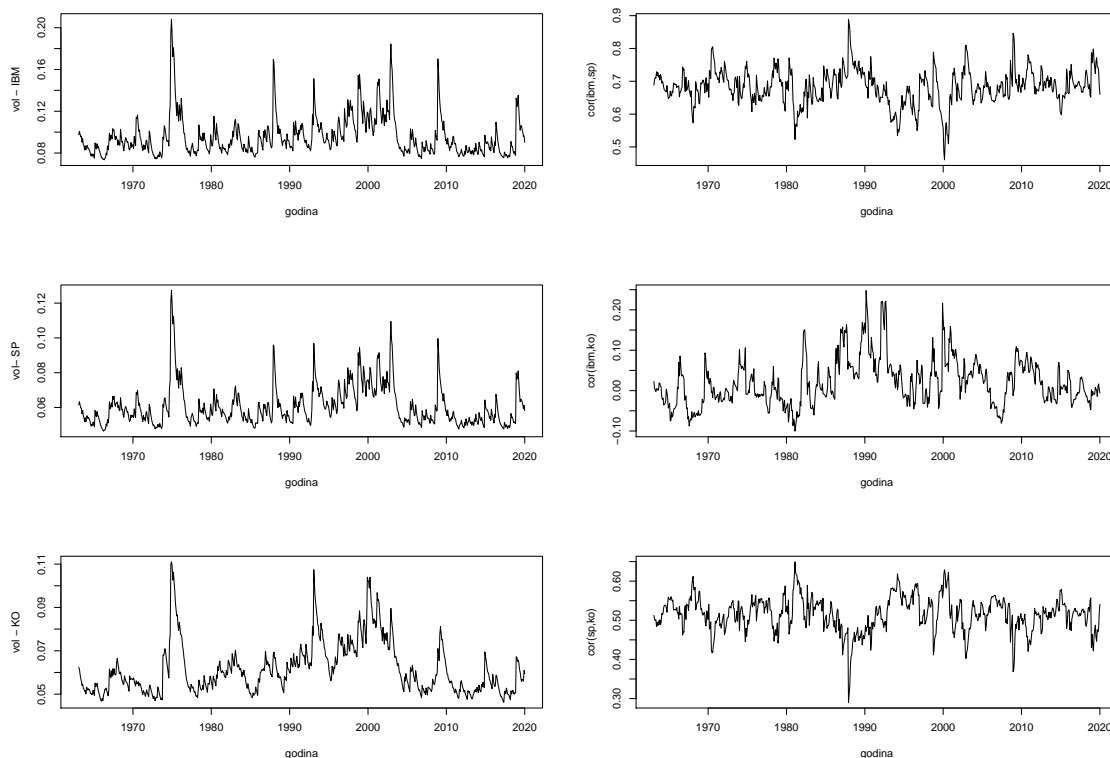 vol - IBM
0.08 0.12 0.16 0.20
1970 1980 1990 2000 2010 2020
godina
cor(ibm,sp)
0.5 0.6 0.7 0.8 0.9
1970 1980 1990 2000 2010 2020
godina
vol- SP
0.06 0.08 0.10 0.12
1970 1980 1990 2000 2010 2020
godina
cor(ibm,ko)
-0.10 0.00 0.10 0.20
1970 1980 1990 2000 2010 2020
godina
vol - KO
0.05 0.07 0.09 0.11
1970 1980 1990 2000 2010 2020
godina
cor(sp,ko)
0.30 0.40 0.50 0.60
1970 1980 1990 2000 2010 2020
godina